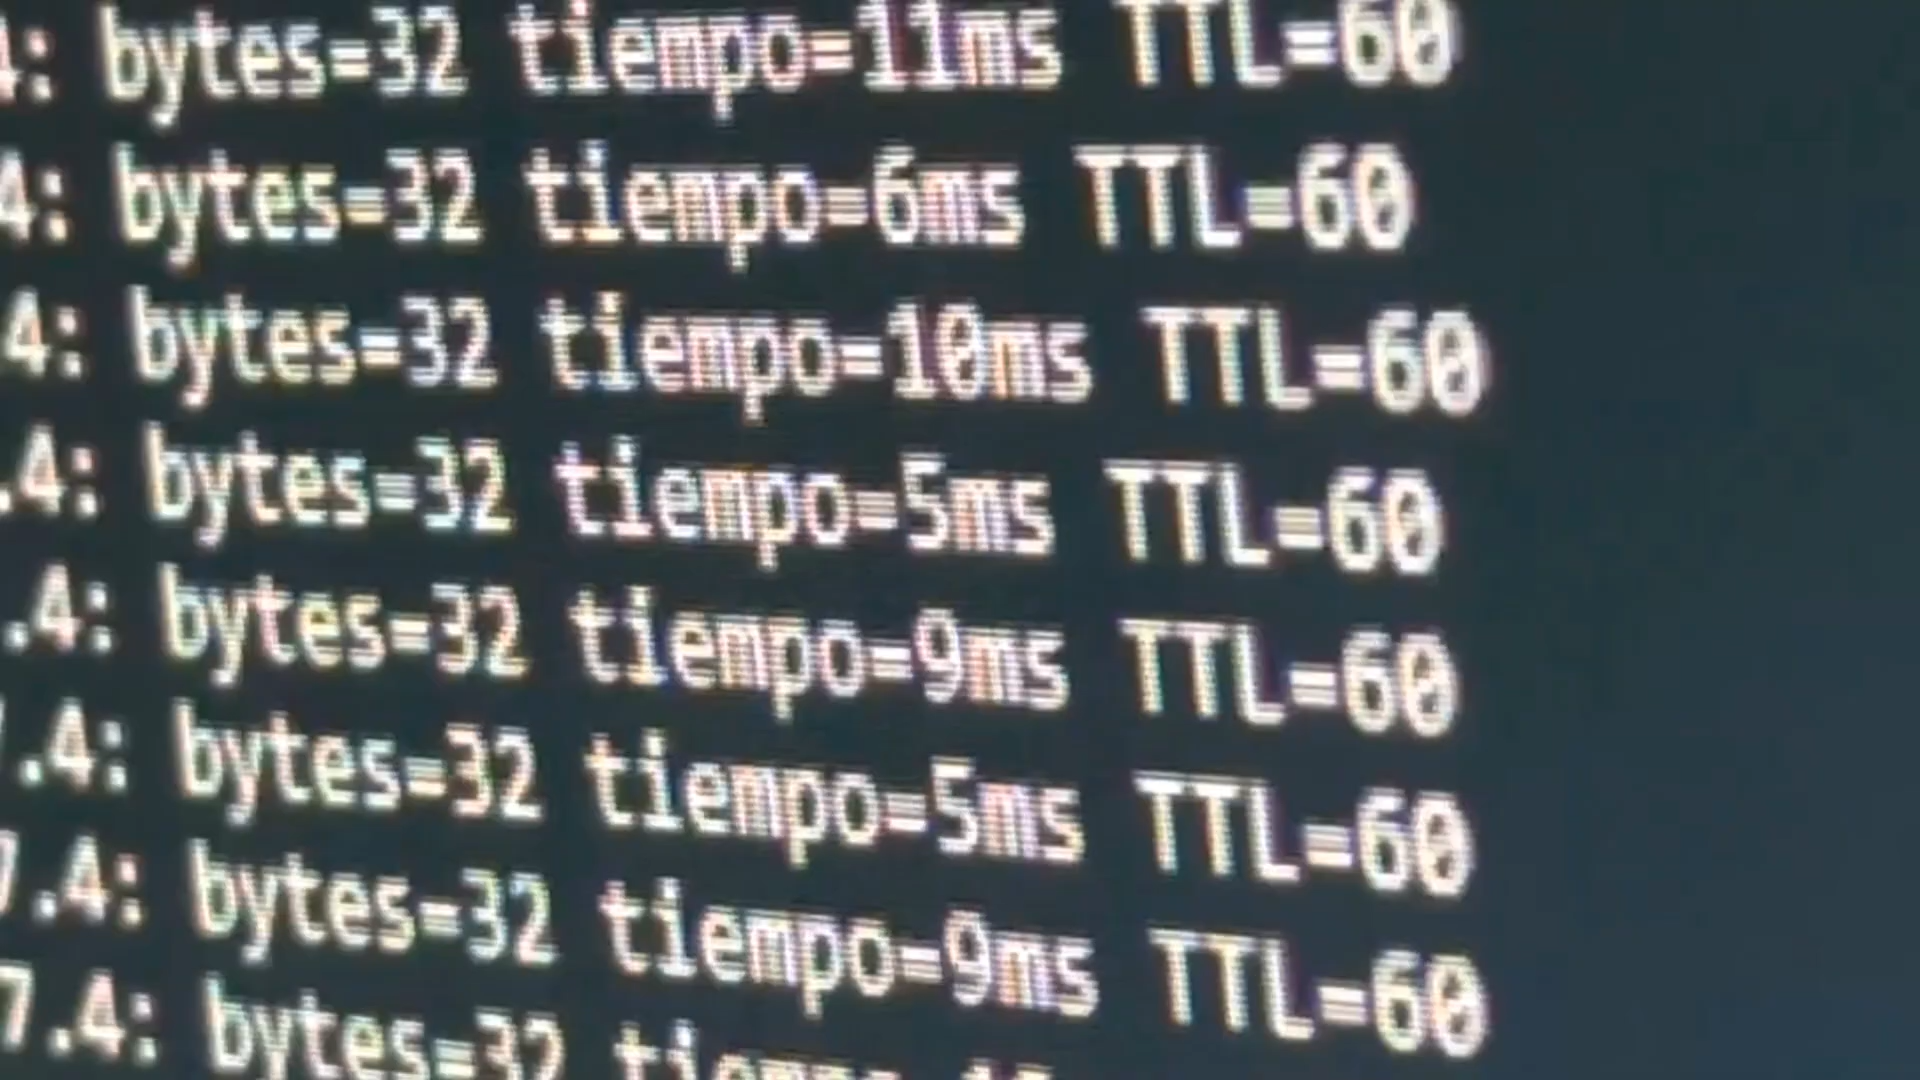 4: bytes=32 tiempo=11ms TTL=60
4: bytes=32 tiempo=6ms TTL=60
4: bytes=32 tiempo=10ms TTL=60
.4: bytes=32 tiempo=5ms TTL=60
.4: bytes=32 tiempo=9ms TTL=60
.4: bytes=32 tiempo=5ms TTL=60
7.4: bytes=32 tiempo=9ms TTL=60
7.4: bytes=32